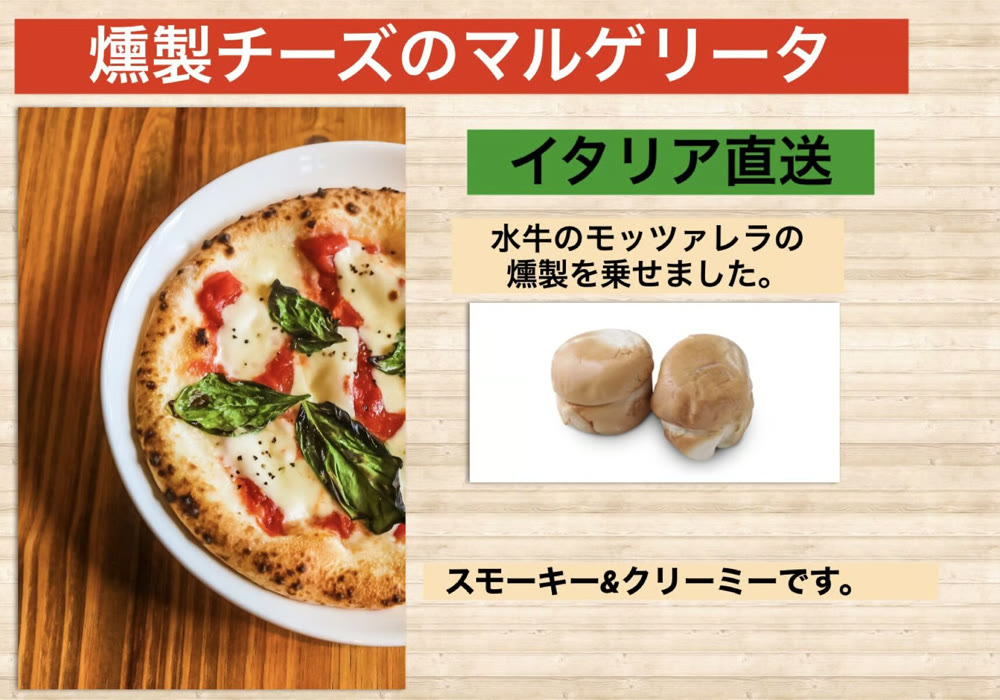 燻製チーズのマルゲリータ
イタリア直送
水牛のモッツァレラの
燻製を乗せました。
スモーキー&クリーミーです。